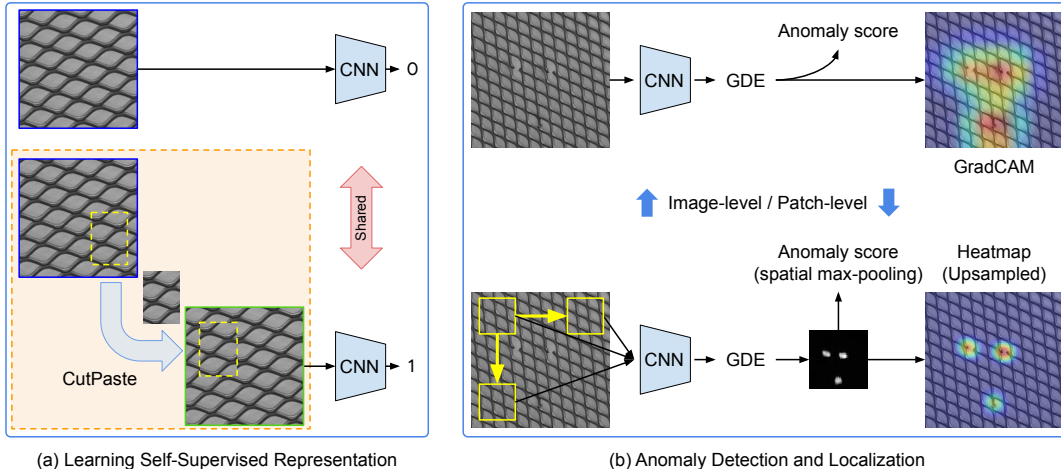 CNN
0
Shared
CutPaste
CNN
1
(a) Learning Self-Supervised Representation
Anomaly score
CNN
GDE
GradCAM
Image-level / Patch-level
Anomaly score
(spatial max-pooling)
Heatmap
(Upsampled)
CNN
GDE
(b) Anomaly Detection and Localization